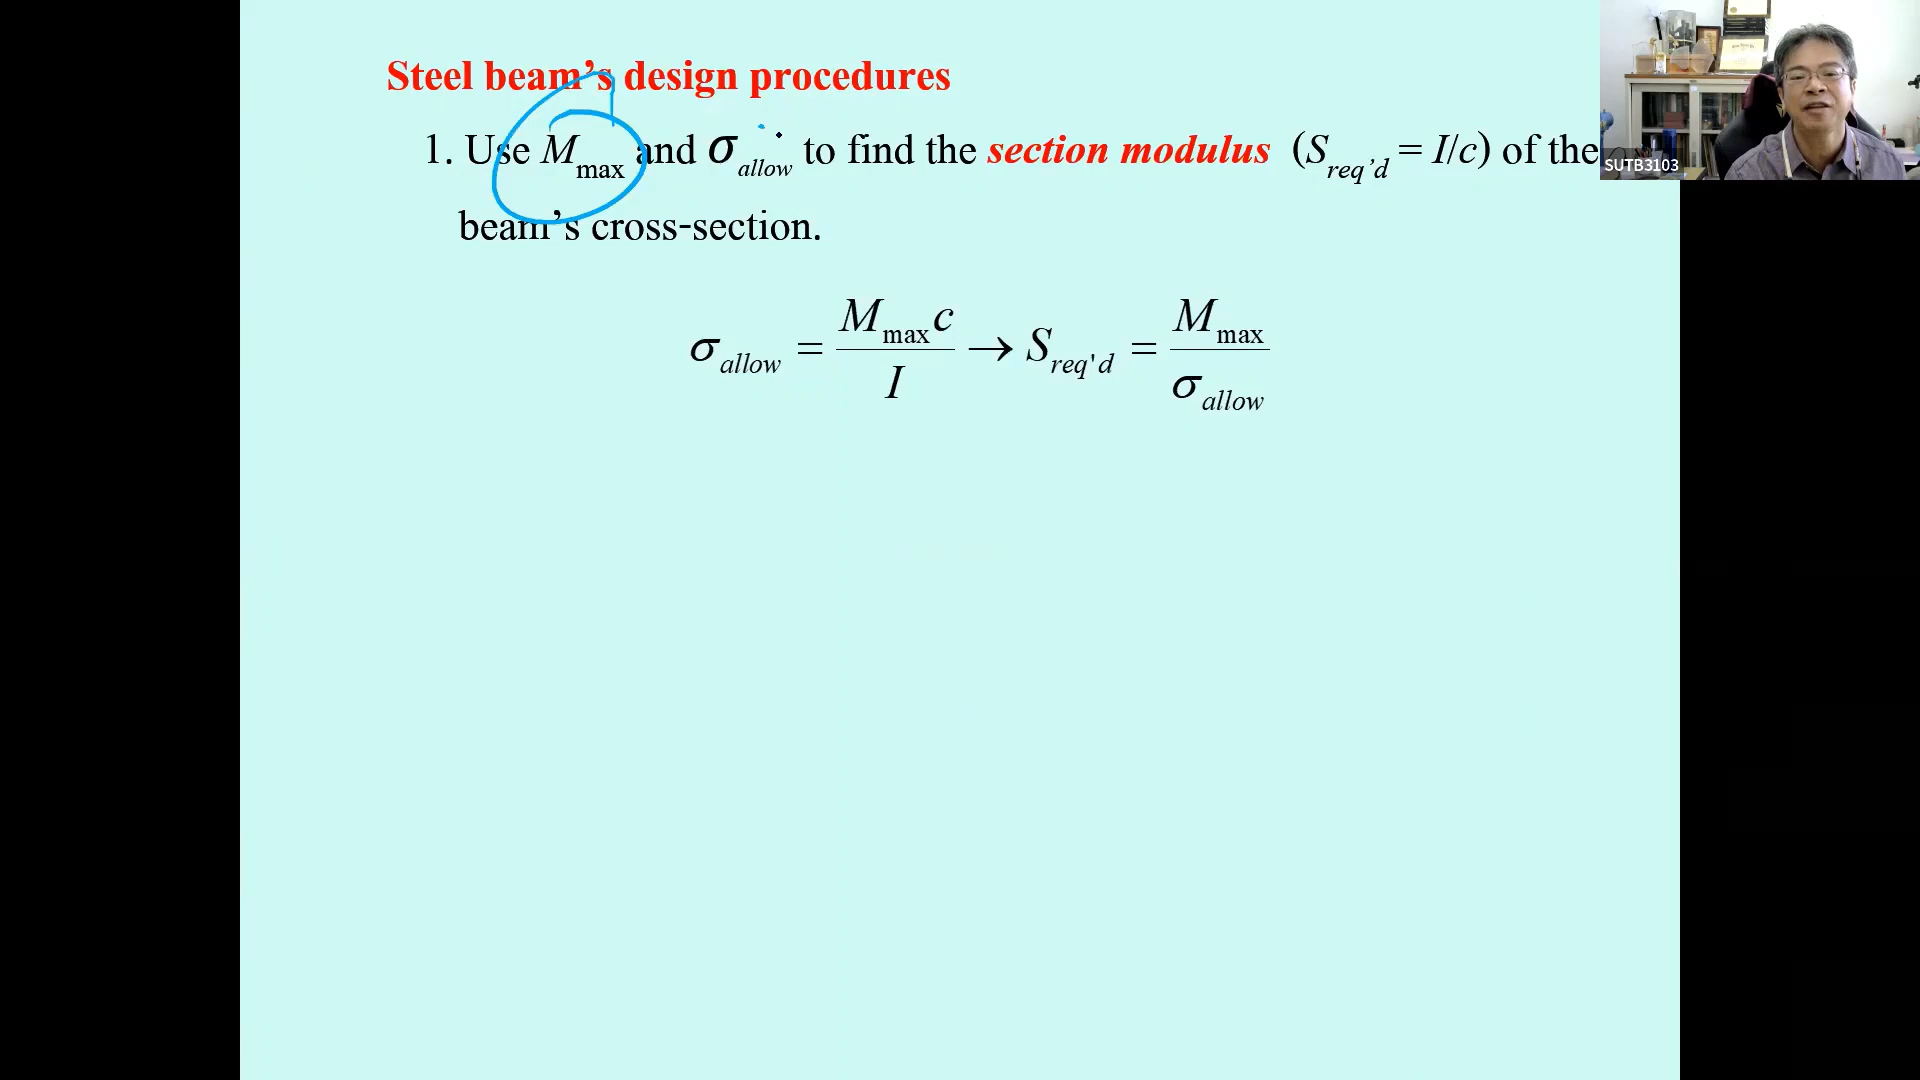 Steel beam’s design procedures
1. Use M_max and σ_allow to find the section modulus (S_req’d = I/c) of the
beam’s cross-section.
σ_allow = M_max c / I → S_req'd = M_max / σ_allow
SUTB3103